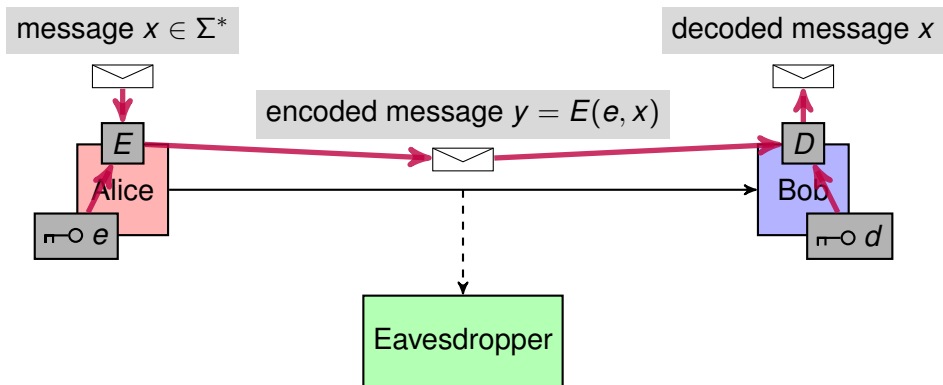 message x ∈ Σ*
decoded message x
encoded message y = E(e, x)
E
D
Alice
Bob
e
d
Eavesdropper